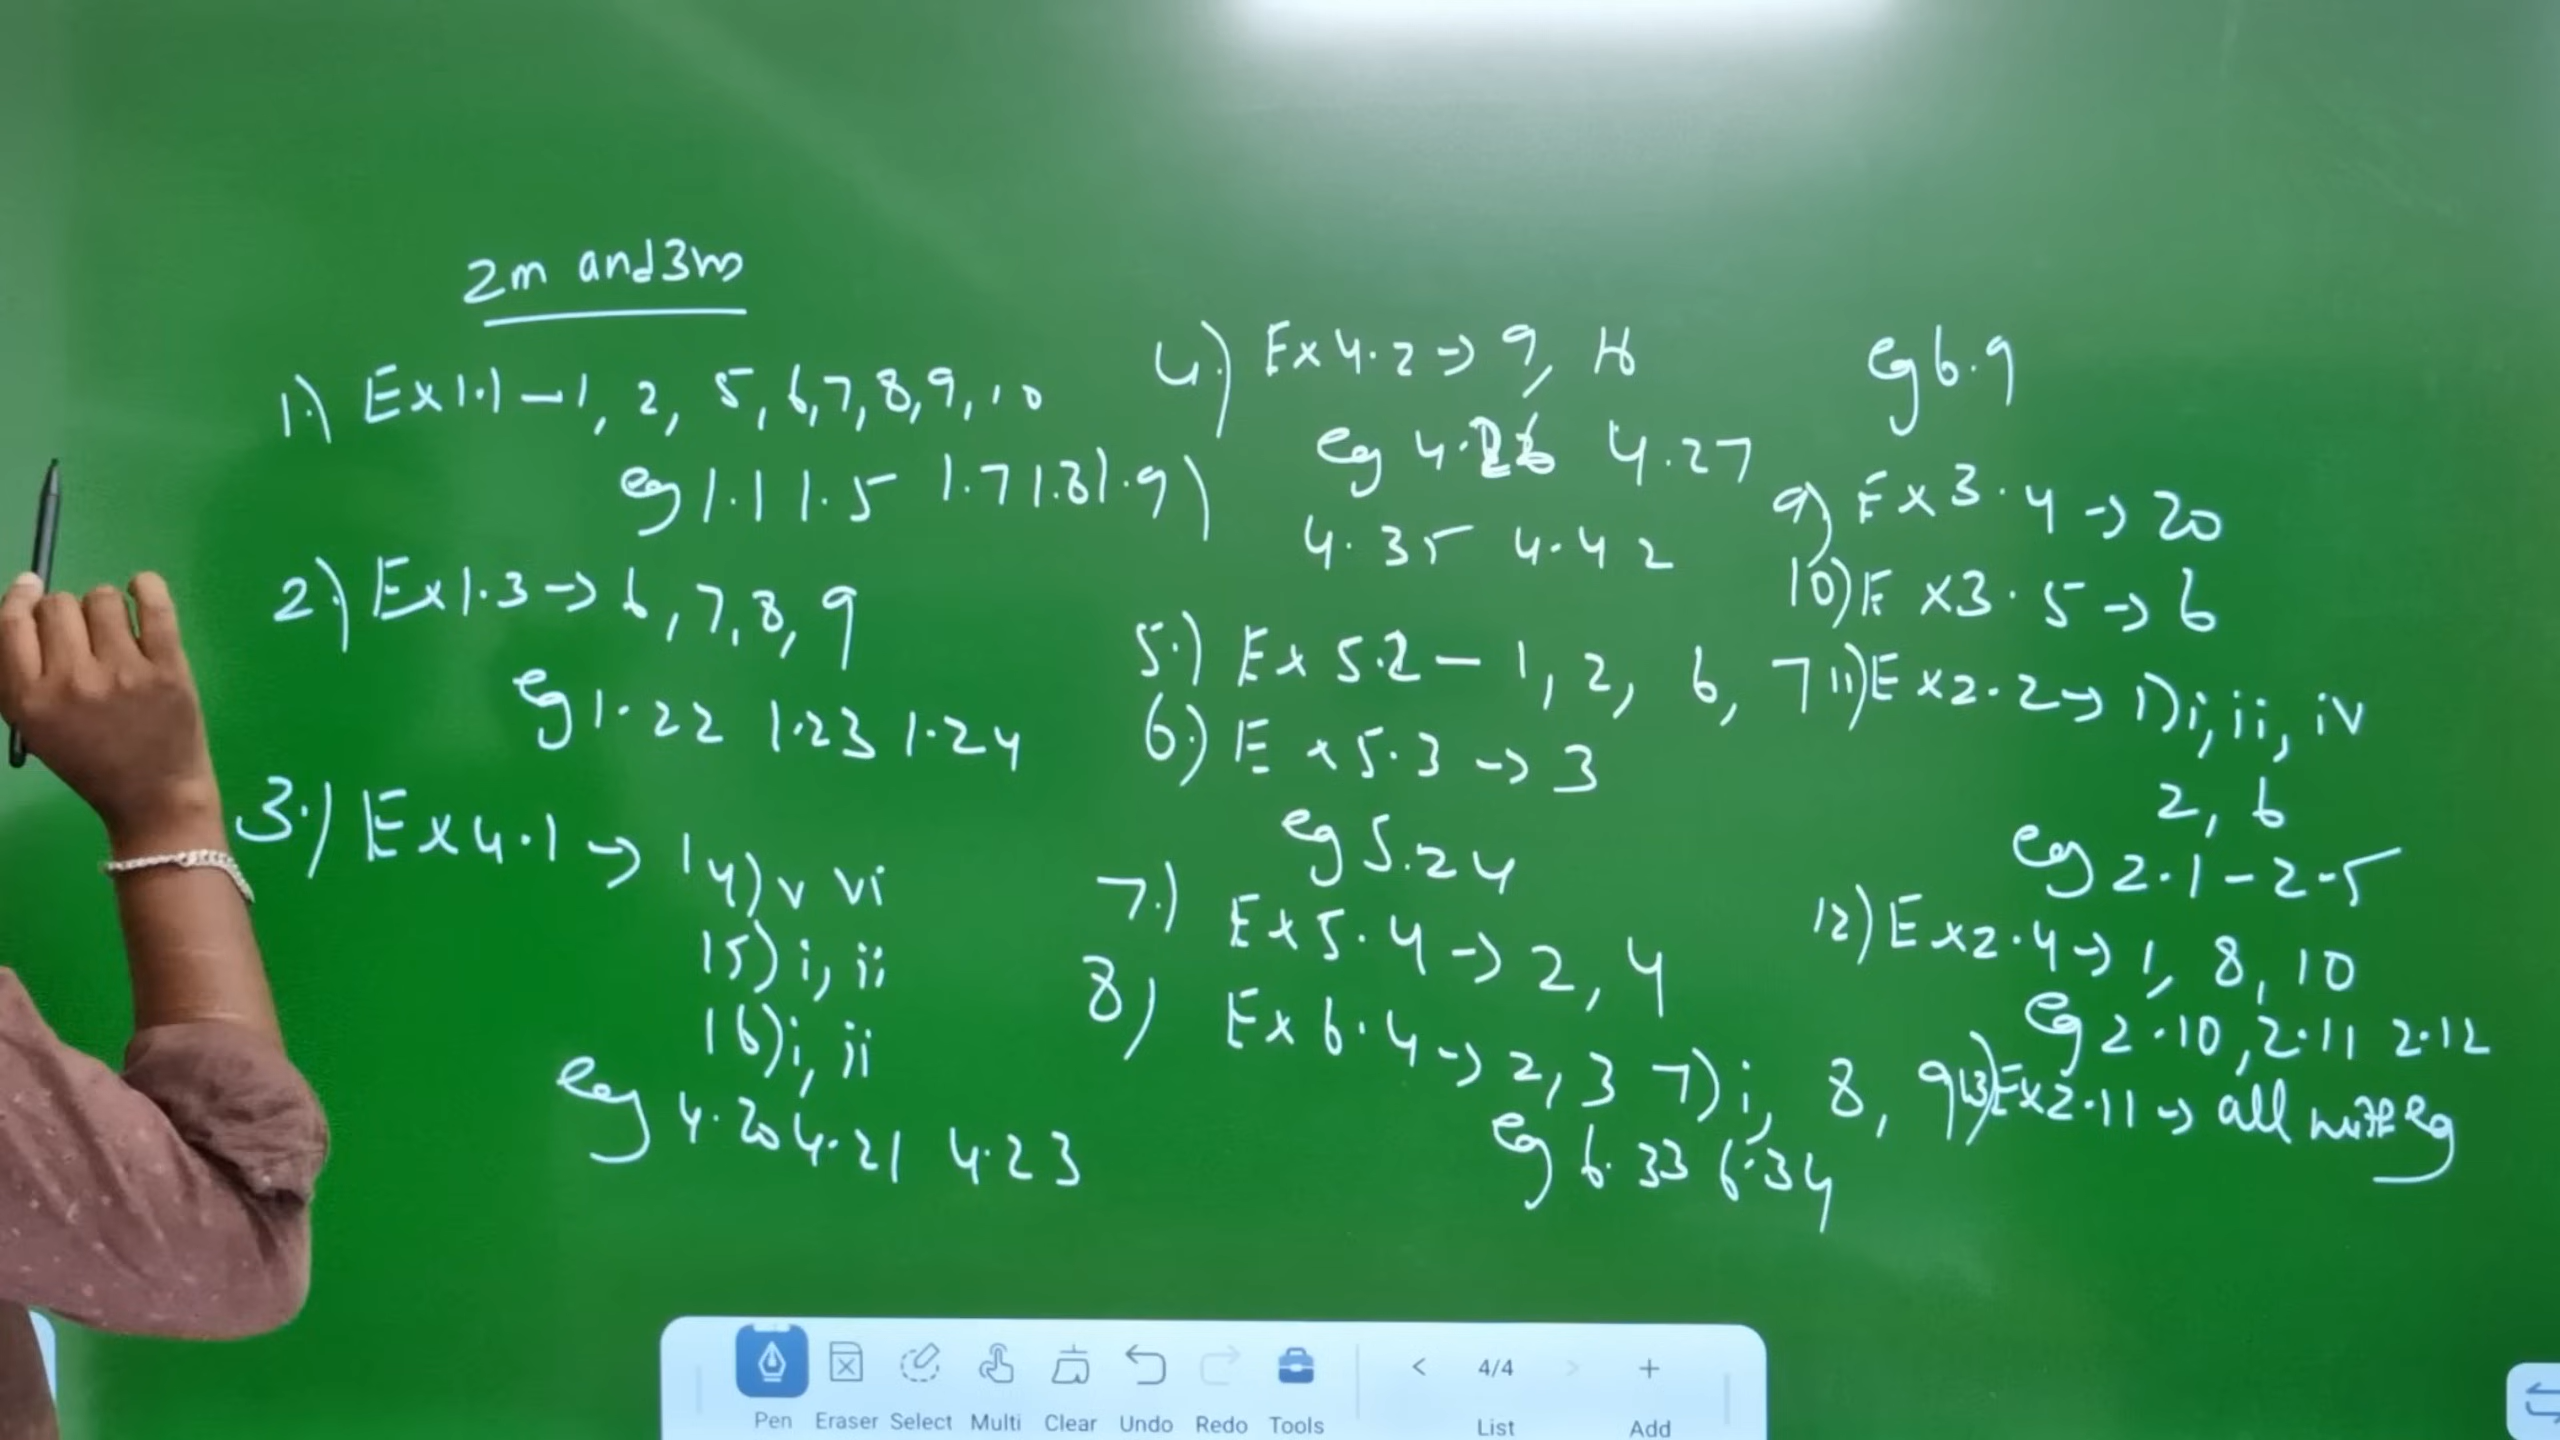 2m and 3m
1.) Ex 1.1 – 1, 2, 5, 6, 7, 8, 9, 10
eg 1.1 1.5 1.7 1.8 1.9)
2.) Ex 1.3 → 6, 7, 8, 9
eg 1.22 1.23 1.24
3.) Ex 4.1 → 14) v vi
15) i, ii
16) i, ii
eg 4.20 4.21 4.23
4.) Ex 4.2 → 9, 16
eg 4.26 4.27
4.35 4.42
5.) Ex 5.2 – 1, 2, 6, 7
6.) Ex 5.3 → 3
eg 5.24
7.) Ex 5.4 → 2, 4
8) Ex 6.4 → 2, 3 7) i, 8, 9
eg 6.33 6.34
eg 6.9
9) Ex 3.4 → 20
10) Ex 3.5 → 6
11) Ex 2.2 → 1) i, ii, iv
2, 6
eg 2.1 – 2.5
12) Ex 2.4 → 1, 8, 10
eg 2.10, 2.11 2.12
13) Ex 2.11 → all with eg
4/4
Pen Eraser Select Multi Clear Undo Redo Tools List Add